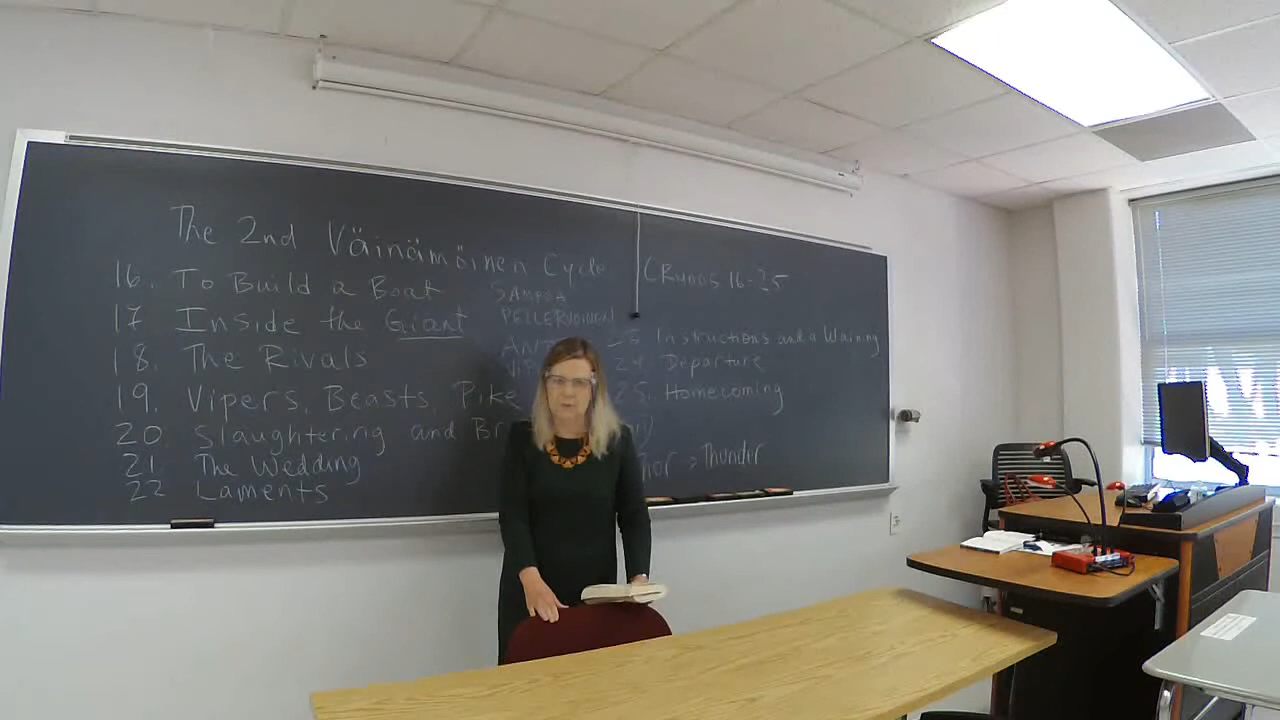 The 2nd Väinämöinen Cycle (Runos 16-25
16. To Build a Boat
SAMPSA
17 Inside the Giant
PELLERVOINEN
18. The Rivals
19. Vipers, Beasts, Pike
20 Slaughtering and
21 The Wedding
22 Laments
Instructions and a Warning
24 Departure
25. Homecoming
Thunder